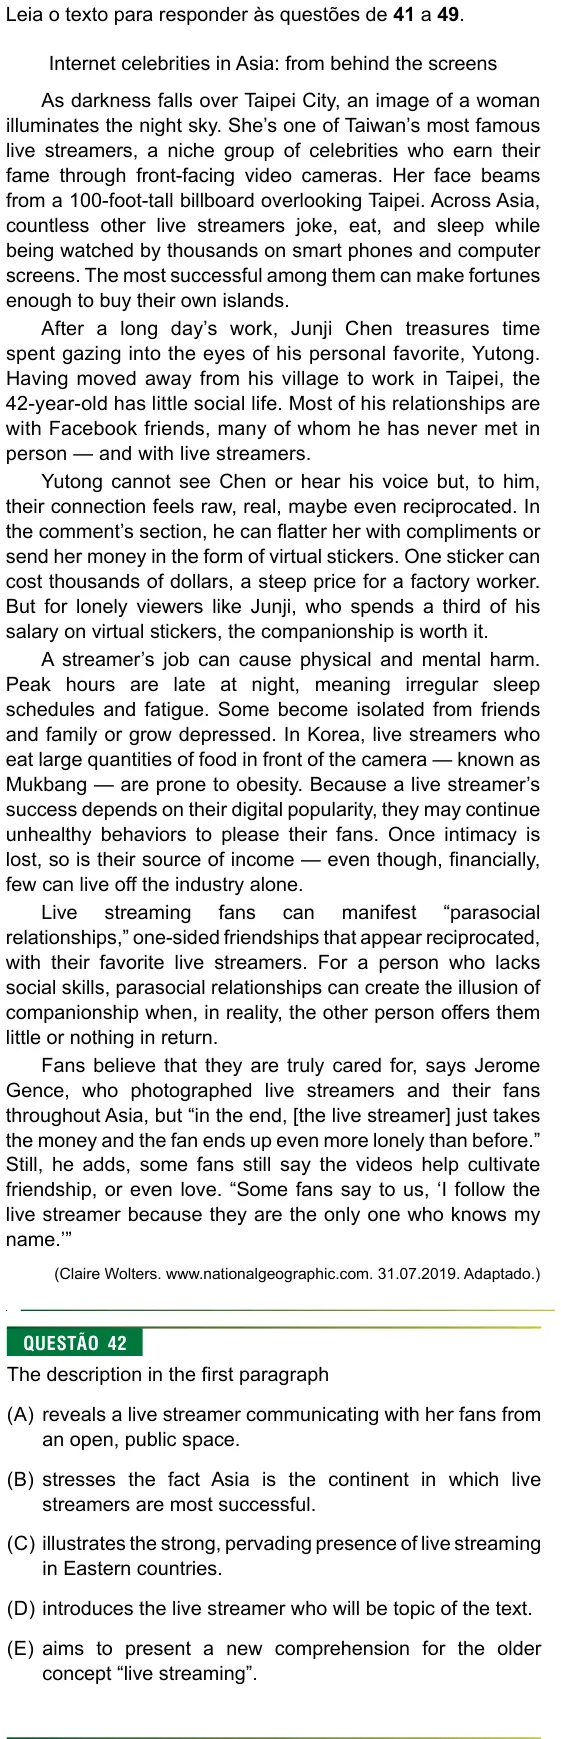 Leia o texto para responder às questões de 41 a 49.
Internet celebrities in Asia: from behind the screens
As darkness falls over Taipei City, an image of a woman
illuminates the night sky. She's one of Taiwan's most famous
live streamers, a niche group of celebrities who earn their
fame through front-facing video cameras. Her face beams
from a 100-foot-tall billboard overlooking Taipei. Across Asia,
countless other live streamers joke, eat, and sleep while
being watched by thousands on smart phones and computer
screens. The most successful among them can make fortunes
enough to buy their own islands.
After a long day's work, Junji Chen treasures time
spent gazing into the eyes of his personal favorite, Yutong.
Having moved away from his village to work in Taipei, the
42-year-old has little social life. Most of his relationships are
with Facebook friends, many of whom he has never met in
person — and with live streamers.
Yutong cannot see Chen or hear his voice but, to him,
their connection feels raw, real, maybe even reciprocated. In
the comment's section, he can flatter her with compliments or
send her money in the form of virtual stickers. One sticker can
cost thousands of dollars, a steep price for a factory worker.
But for lonely viewers like Junji, who spends a third of his
salary on virtual stickers, the companionship is worth it.
A streamer's job can cause physical and mental harm.
Peak hours are late at night, meaning irregular sleep
schedules and fatigue. Some become isolated from friends
and family or grow depressed. In Korea, live streamers who
eat large quantities of food in front of the camera — known as
Mukbang — are prone to obesity. Because a live streamer's
success depends on their digital popularity, they may continue
unhealthy behaviors to please their fans. Once intimacy is
lost, so is their source of income — even though, financially,
few can live off the industry alone.
Live streaming fans can manifest "parasocial
relationships," one-sided friendships that appear reciprocated,
with their favorite live streamers. For a person who lacks
social skills, parasocial relationships can create the illusion of
companionship when, in reality, the other person offers them
little or nothing in return.
Fans believe that they are truly cared for, says Jerome
Gence, who photographed live streamers and their fans
throughout Asia, but "in the end, [the live streamer] just takes
the money and the fan ends up even more lonely than before."
Still, he adds, some fans still say the videos help cultivate
friendship, or even love. "Some fans say to us, 'I follow the
live streamer because they are the only one who knows my
name.'"
(Claire Wolters. www.nationalgeographic.com. 31.07.2019. Adaptado.)
QUESTÃO 42
The description in the first paragraph
(A) reveals a live streamer communicating with her fans from
an open, public space.
(B) stresses the fact Asia is the continent in which live
streamers are most successful.
(C) illustrates the strong, pervading presence of live streaming
in Eastern countries.
(D) introduces the live streamer who will be topic of the text.
(E) aims to present a new comprehension for the older
concept "live streaming".